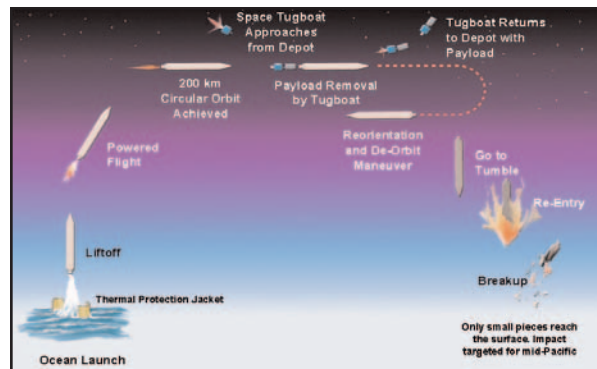 Space Tugboat
Approaches
from Depot
Tugboat Returns
to Depot with
Payload
200 km
Circular Orbit
Achieved
Payload Removal
by Tugboat
Powered
Flight
Reorientation
and De-Orbit
Maneuver
Go to
Tumble
Re-Entry
Liftoff
Breakup
Thermal Protection Jacket
Only small pieces reach
the surface. Impact
targeted for mid-Pacific
Ocean Launch